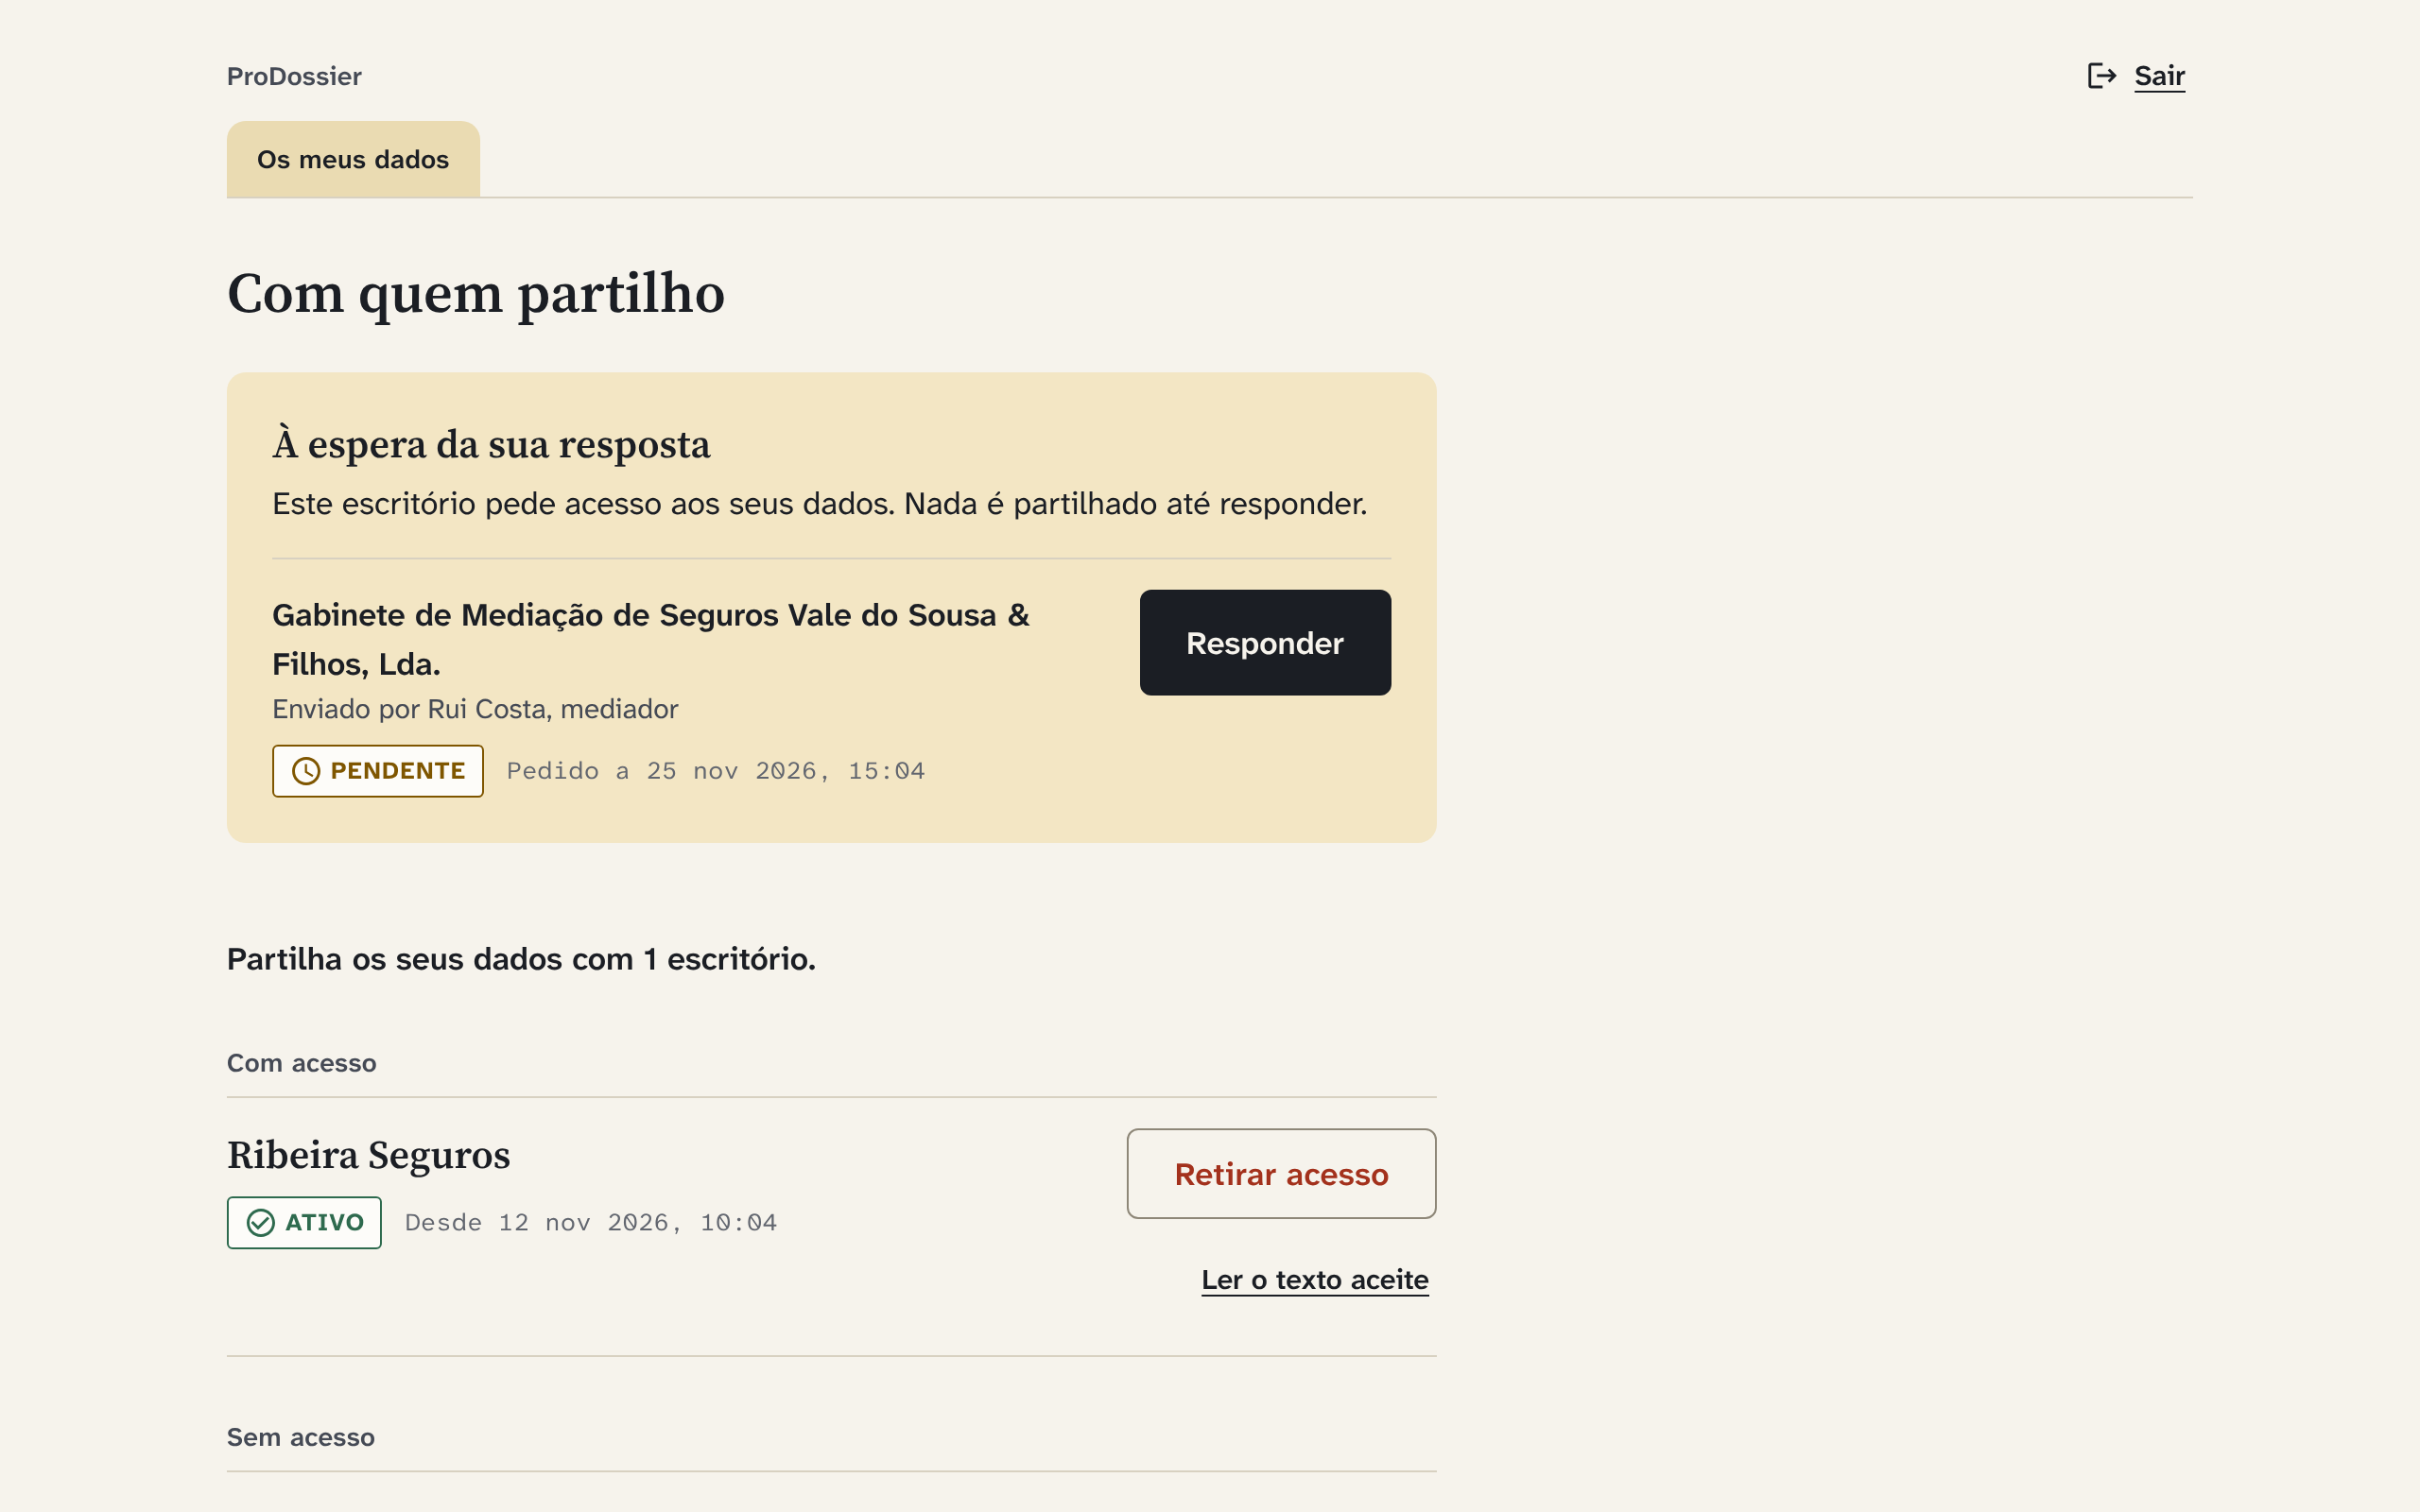 ProDossier
Sair
Os meus dados
Com quem partilho
À espera da sua resposta
Este escritório pede acesso aos seus dados. Nada é partilhado até responder.
Gabinete de Mediação de Seguros Vale do Sousa &
Filhos, Lda.
Responder
Enviado por Rui Costa, mediador
PENDENTE
Pedido a 25 nov 2026, 15:04
Partilha os seus dados com 1 escritório.
Com acesso
Ribeira Seguros
Retirar acesso
ATIVO
Desde 12 nov 2026, 10:04
Ler o texto aceite
Sem acesso